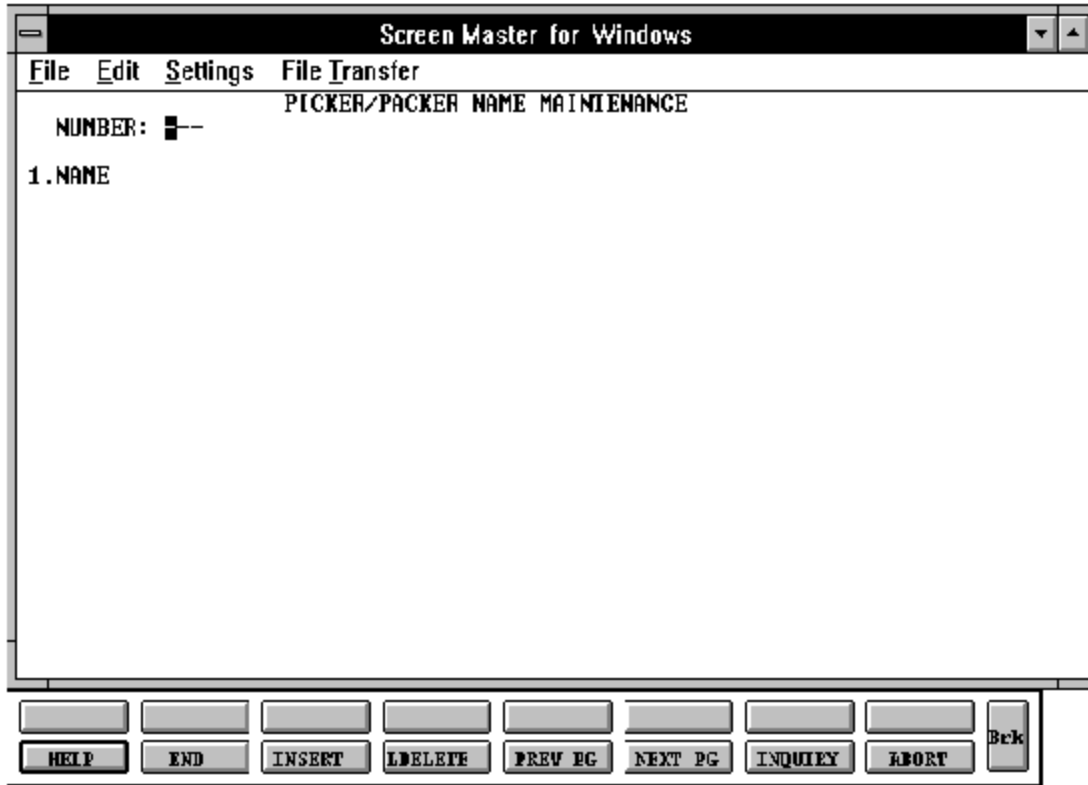 Screen Master for Windows
File Edit Settings File Transfer
PICKER/PACKER NAME MAINTENANCE
NUMBER: ---
1.NAME
HELP END INSERT LDELETE PREV PG NEXT PG INQUIRY ABORT Brk